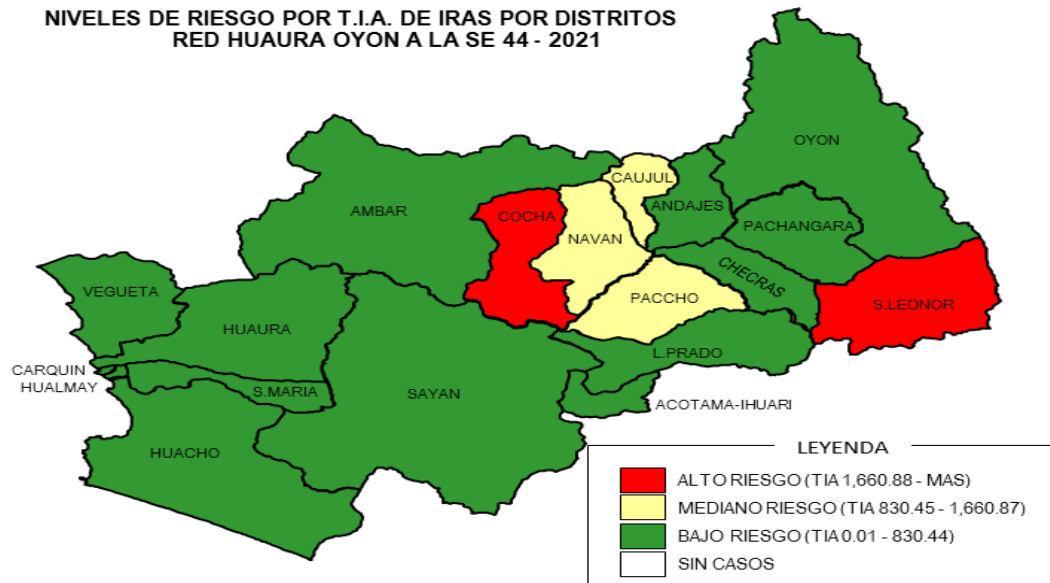 NIVELES DE RIESGO POR T.I.A. DE IRAS POR DISTRITOS
RED HUAURA OYON A LA SE 44 - 2021
OYON
CAUJUL
ANDAJES
AMBAR
COCHA
NAVAN
PACHANGARA
CHECRAS
VEGUETA
PACCHO
S.LEONOR
HUAURA
L.PRADO
CARQUIN
HUALMAY
S.MARIA
SAYAN
ACOTAMA-IHUARI
HUACHO
LEYENDA
ALTO RIESGO (TIA 1,660.88 - MAS)
MEDIANO RIESGO (TIA 830.45 - 1,660.87)
BAJO RIESGO (TIA 0.01 - 830.44)
SIN CASOS